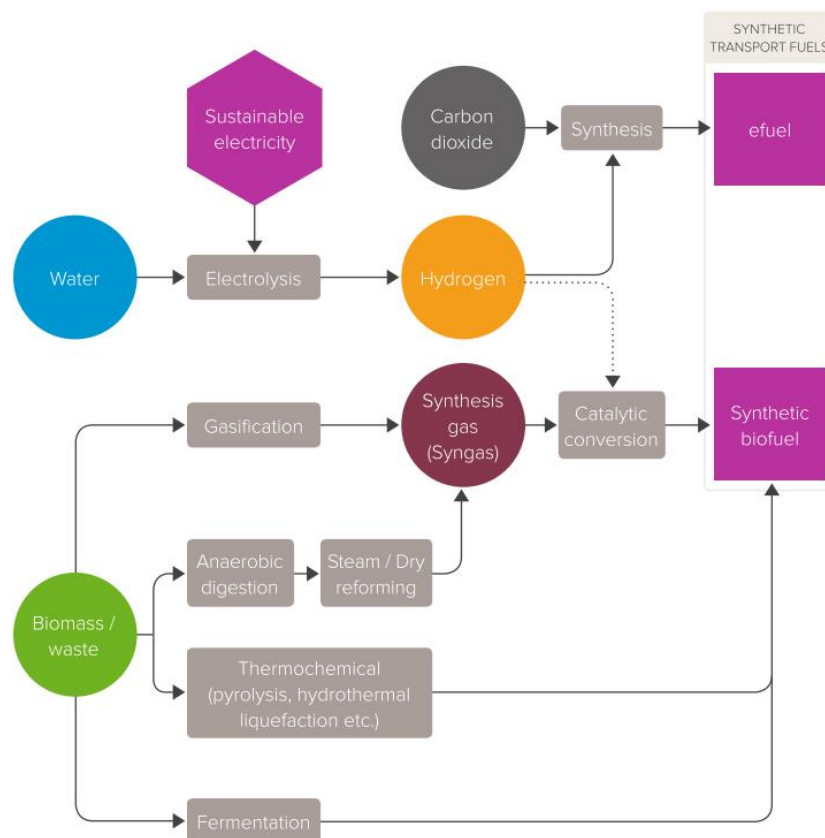 SYNTHETIC
TRANSPORT FUELS
Sustainable
electricity
Carbon
dioxide
Synthesis
efuel
Water
Electrolysis
Hydrogen
Gasification
Synthesis
gas
(Syngas)
Catalytic
conversion
Synthetic
biofuel
Anaerobic
digestion
Steam / Dry
reforming
Biomass /
waste
Thermochemical
(pyrolysis, hydrothermal
liquefaction etc.)
Fermentation